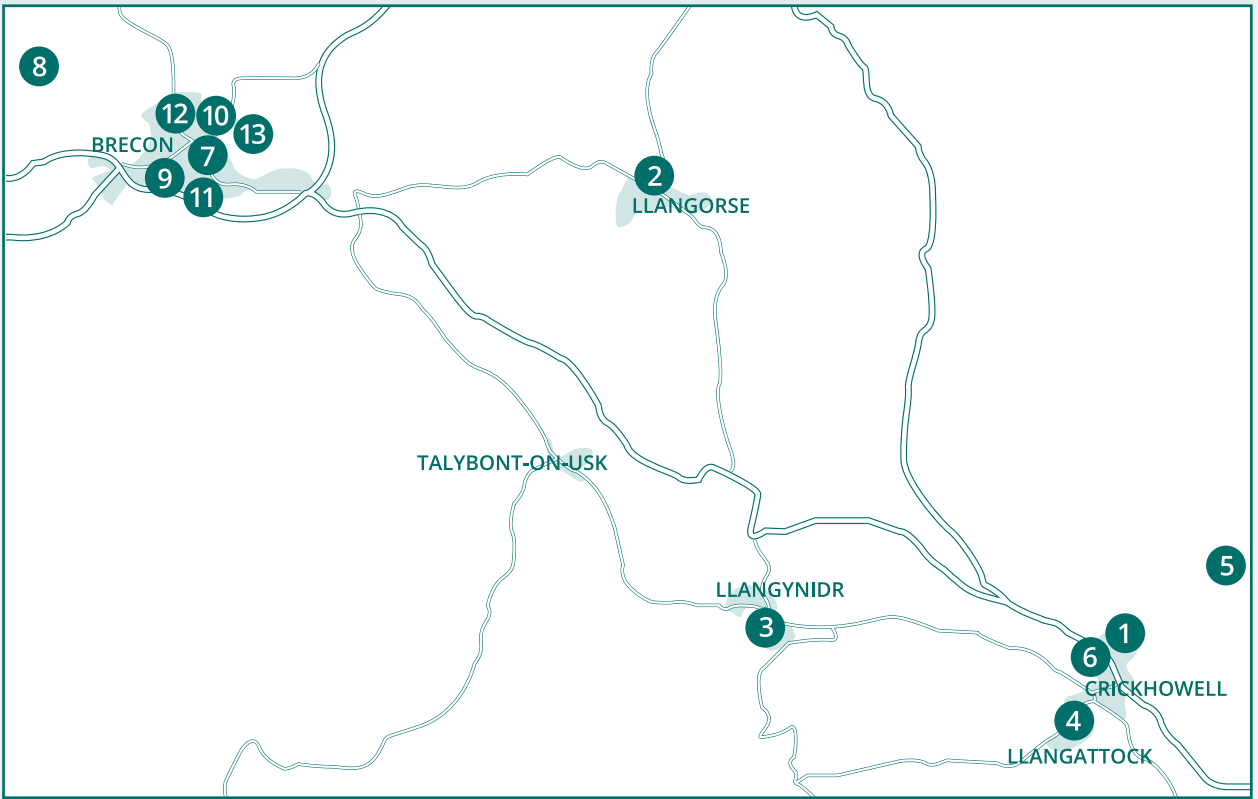 8
12
10
13
BRECON
7
9
11
2
LLANGORSE
TALYBONT-ON-USK
5
LLANGYNIDR
3
1
6
CRICKHOWELL
4
LLANGATTOCK